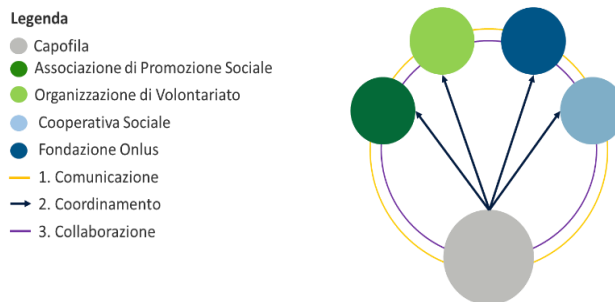 Legenda
Capofila
Associazione di Promozione Sociale
Organizzazione di Volontariato
Cooperativa Sociale
Fondazione Onlus
1. Comunicazione
2. Coordinamento
3. Collaborazione